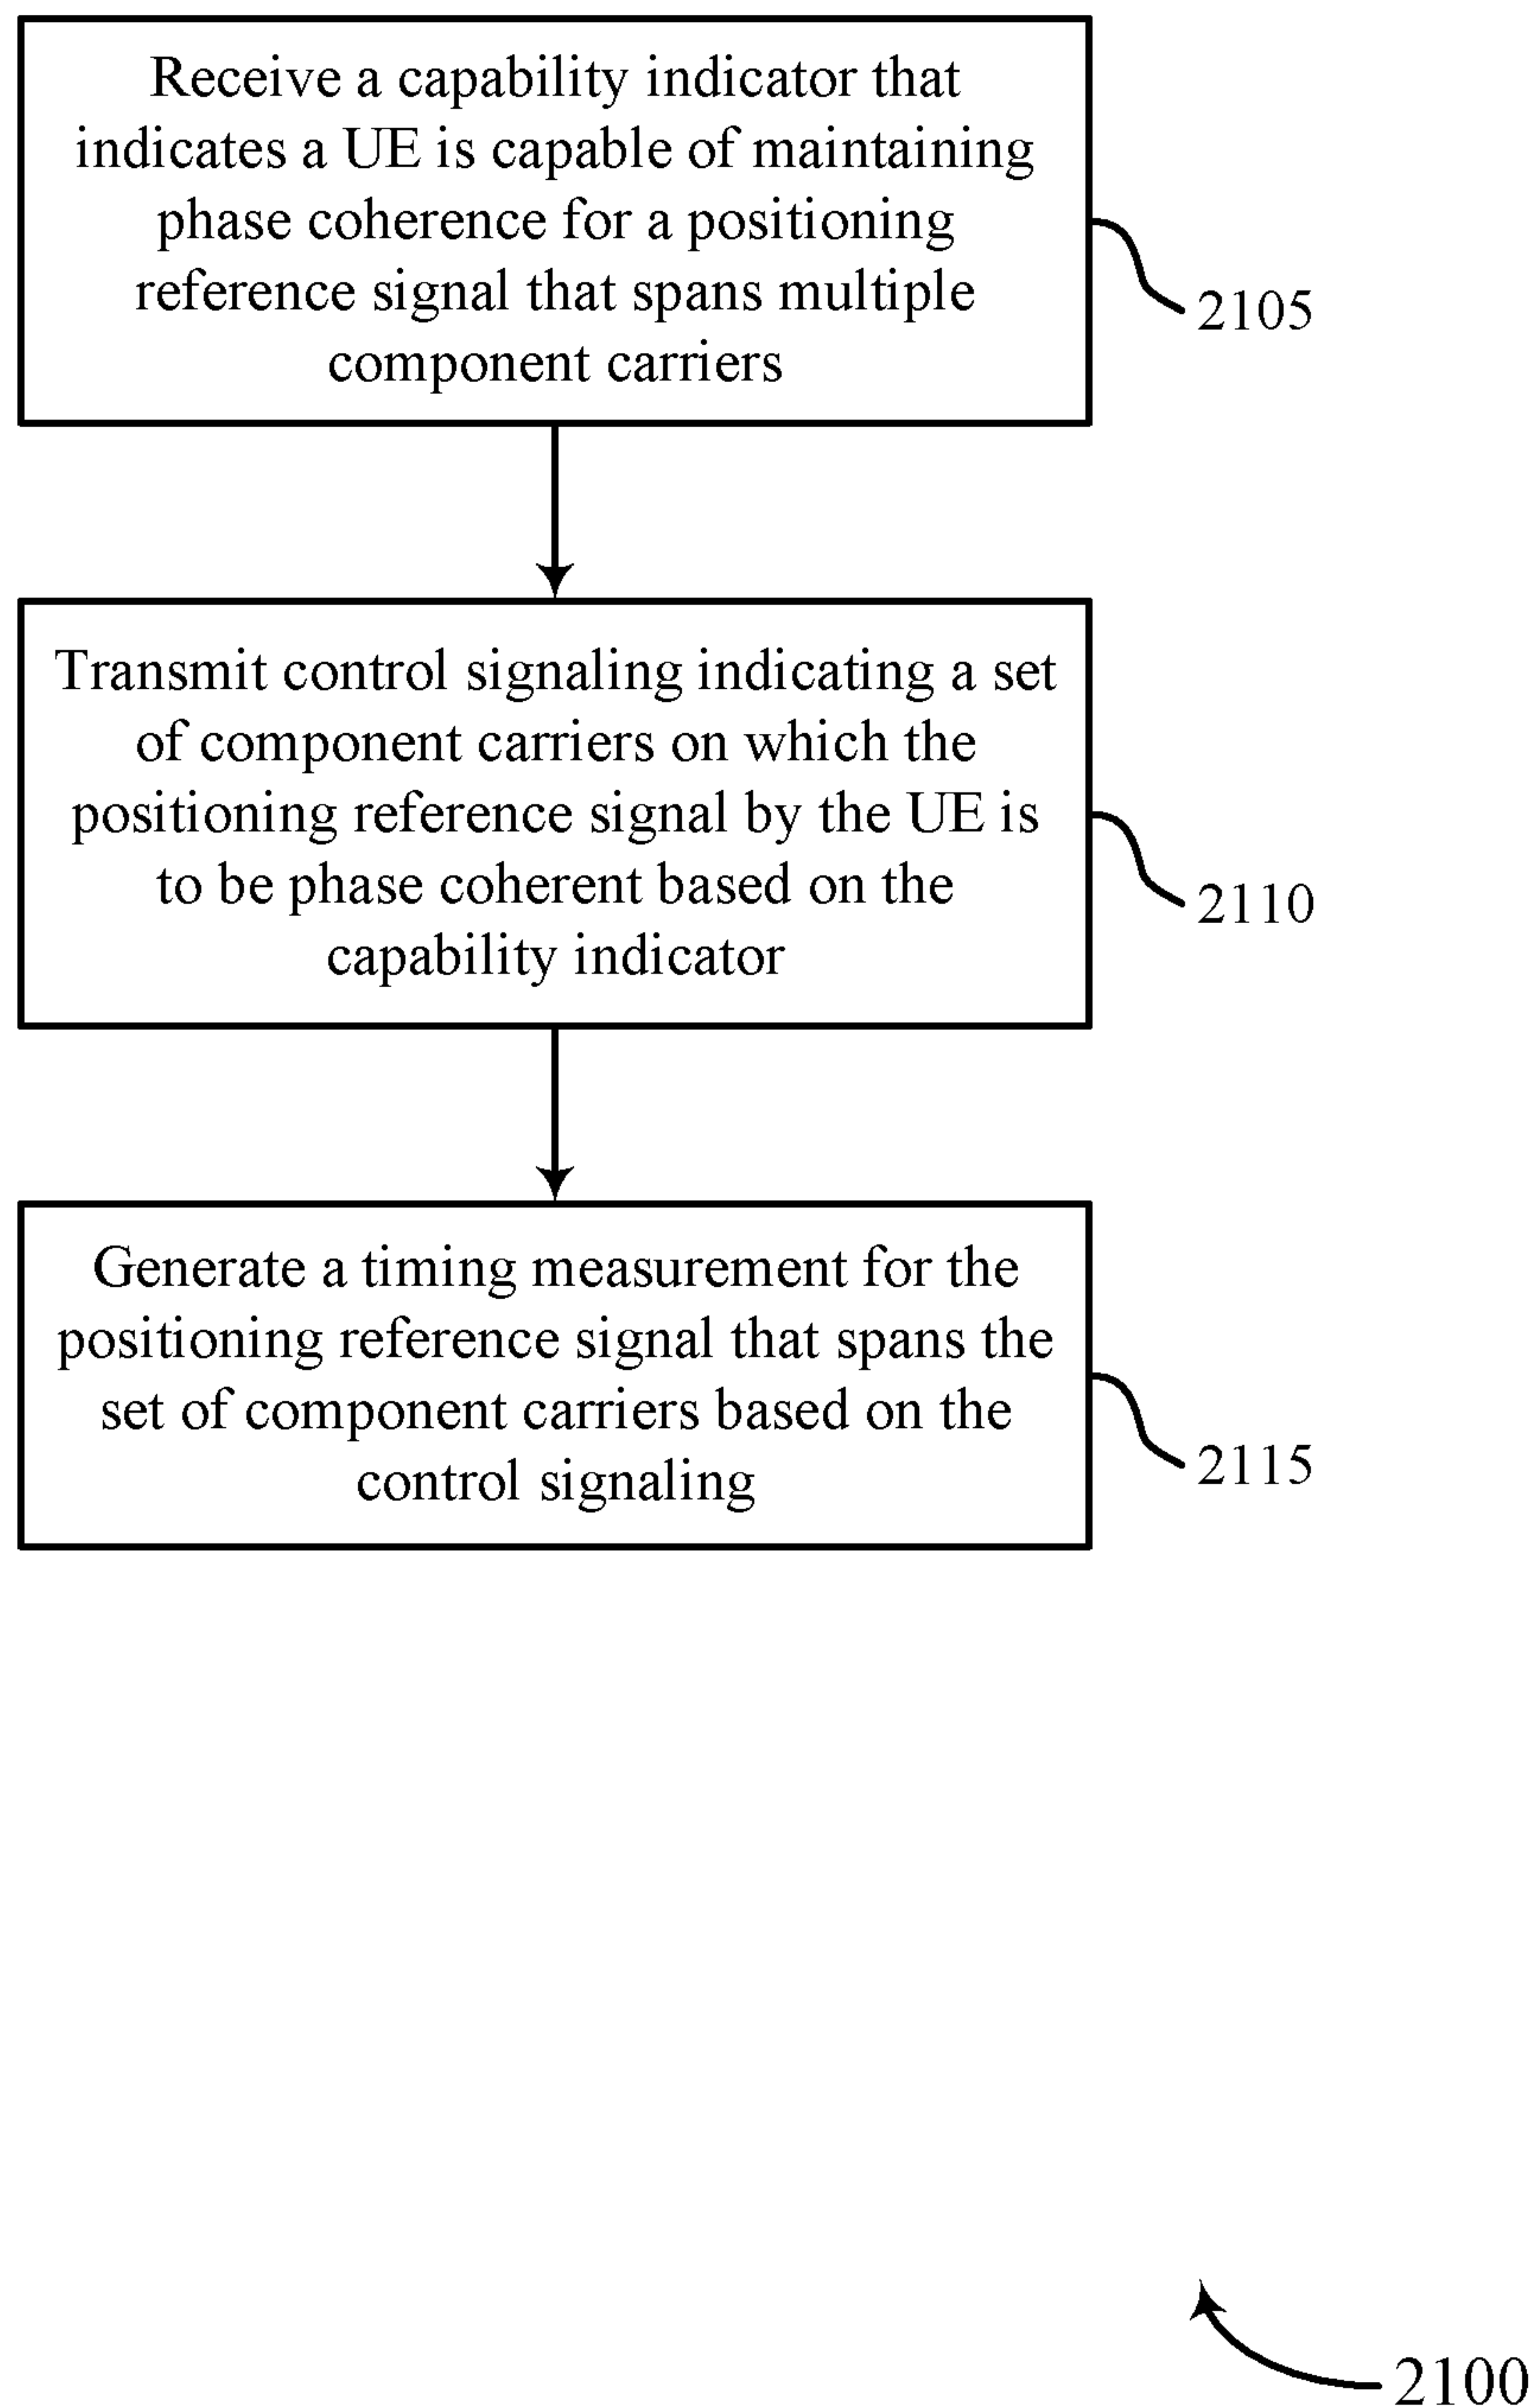 Receive a capability indicator that
indicates a UE is capable of maintaining
phase coherence for a positioning
reference signal that spans multiple
component carriers
2105
Transmit control signaling indicating a set
of component carriers on which the
positioning reference signal by the UE is
to be phase coherent based on the
capability indicator
2110
Generate a timing measurement for the
positioning reference signal that spans the
set of component carriers based on the
control signaling
2115
2100